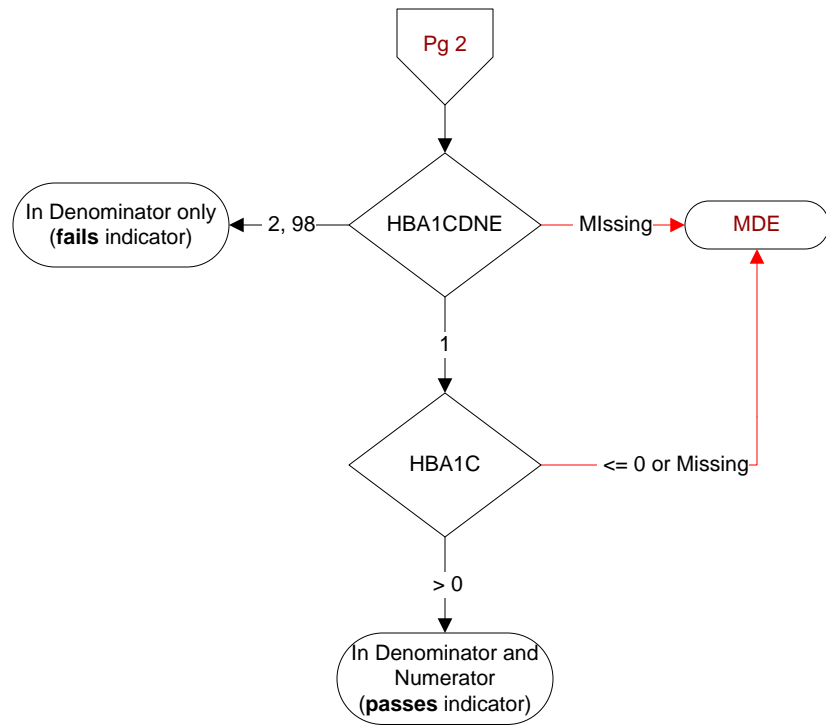 Pg 2
In Denominator only
(fails indicator)
2, 98
HBA1CDNE
MIssing
MDE
1
HBA1C
<= 0 or Missing
> 0
In Denominator and
Numerator
(passes indicator)